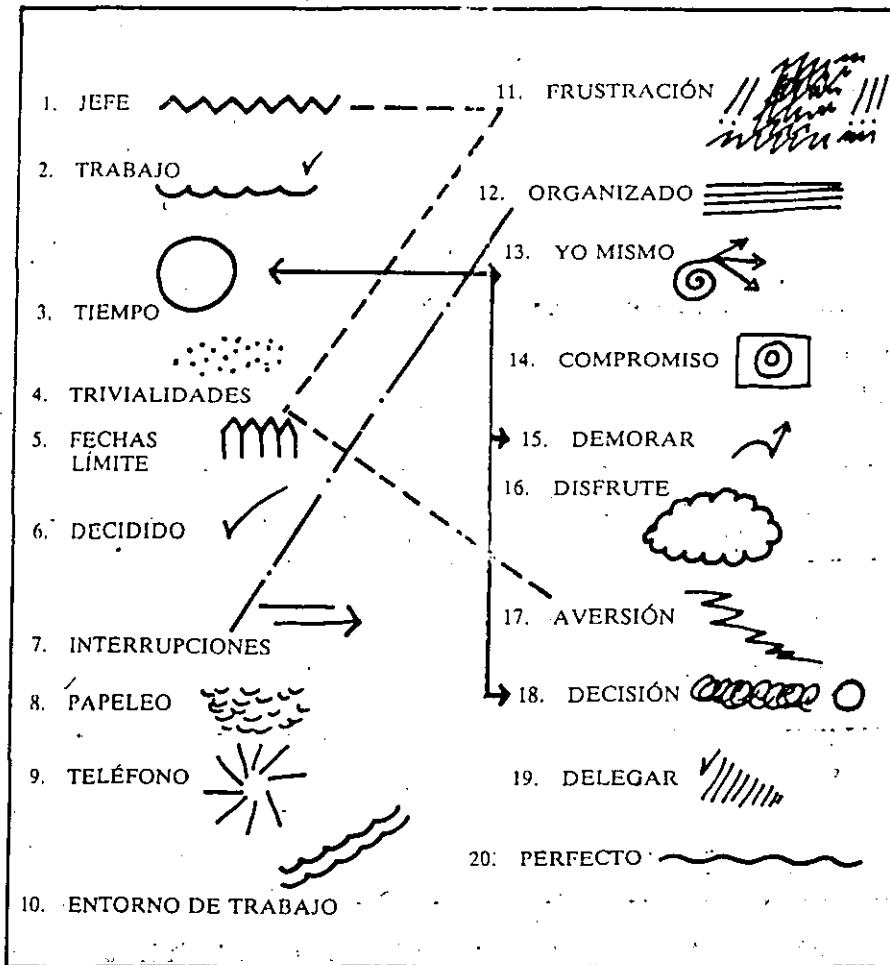 1. JEFE
2. TRABAJO
3. TIEMPO
4. TRIVIALIDADES
5. FECHAS
LÍMITE
6. DECIDIDO
7. INTERRUPCIONES
8. PAPELEO
9. TELÉFONO
10. ENTORNO DE TRABAJO
11. FRUSTRACIÓN
12. ORGANIZADO
13. YO MISMO
14. COMPROMISO
15. DEMORAR
16. DISFRUTE
17. AVERSIÓN
18. DECISIÓN
19. DELEGAR
20. PERFECTO